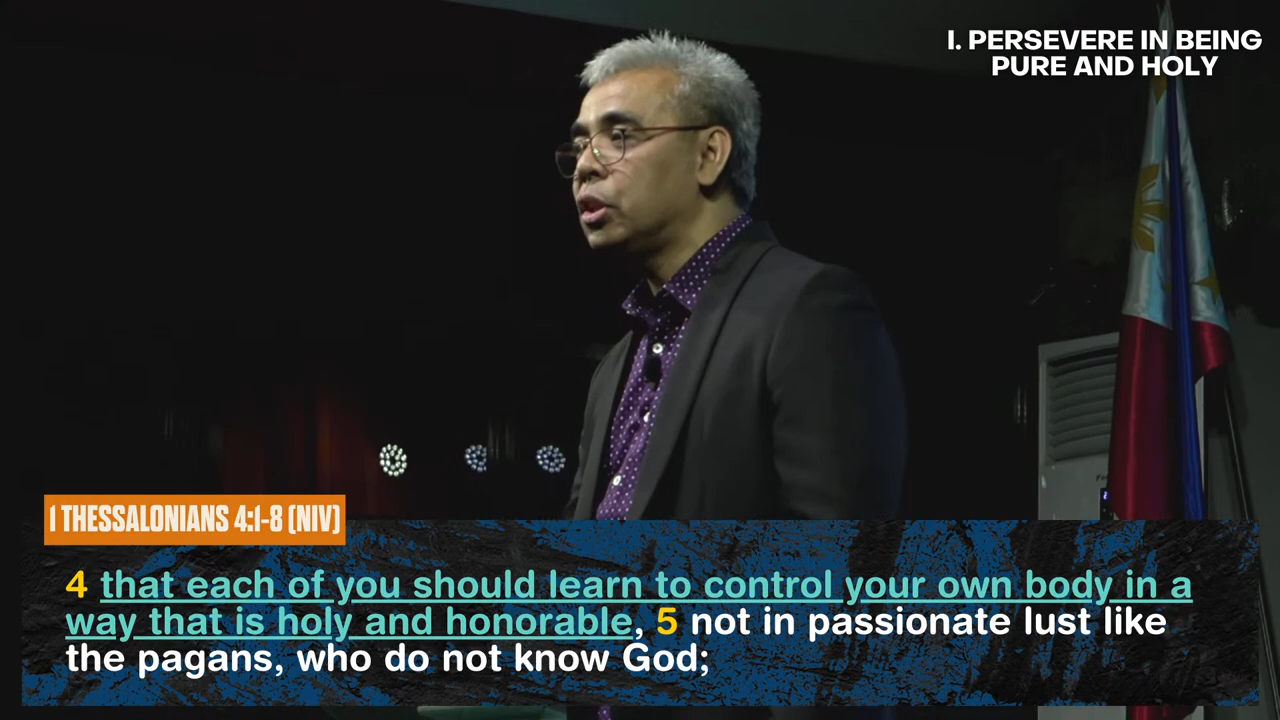 I. PERSEVERE IN BEING
PURE AND HOLY
1 THESSALONIANS 4:1-8 (NIV)
4 that each of you should learn to control your own body in a
way that is holy and honorable, 5 not in passionate lust like
the pagans, who do not know God;